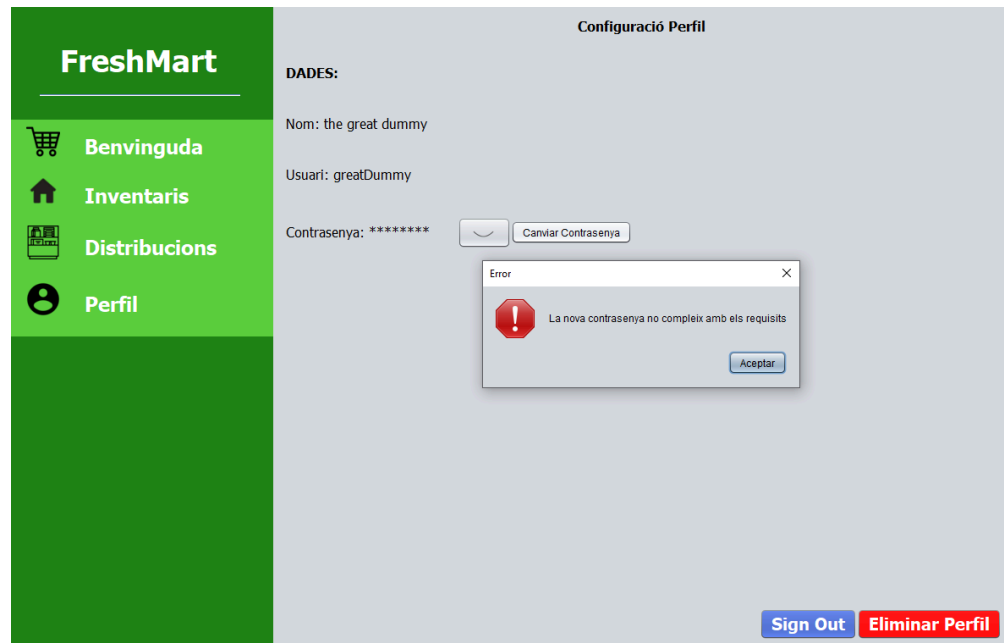 Configuració Perfil
FreshMart
DADES:
Nom: the great dummy
Benvinguda
Usuari: greatDummy
Inventaris
Contrasenya: ********
Canviar Contrasenya
Distribucions
Error
Perfil
La nova contrasenya no compleix amb els requisits
Aceptar
Sign Out
Eliminar Perfil